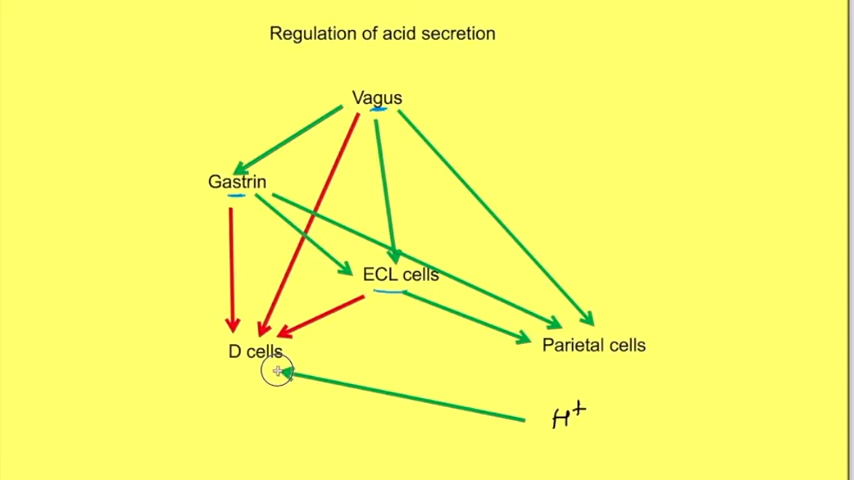 Regulation of acid secretion
Vagus
Gastrin
ECL cells
Parietal cells
D cells
H+